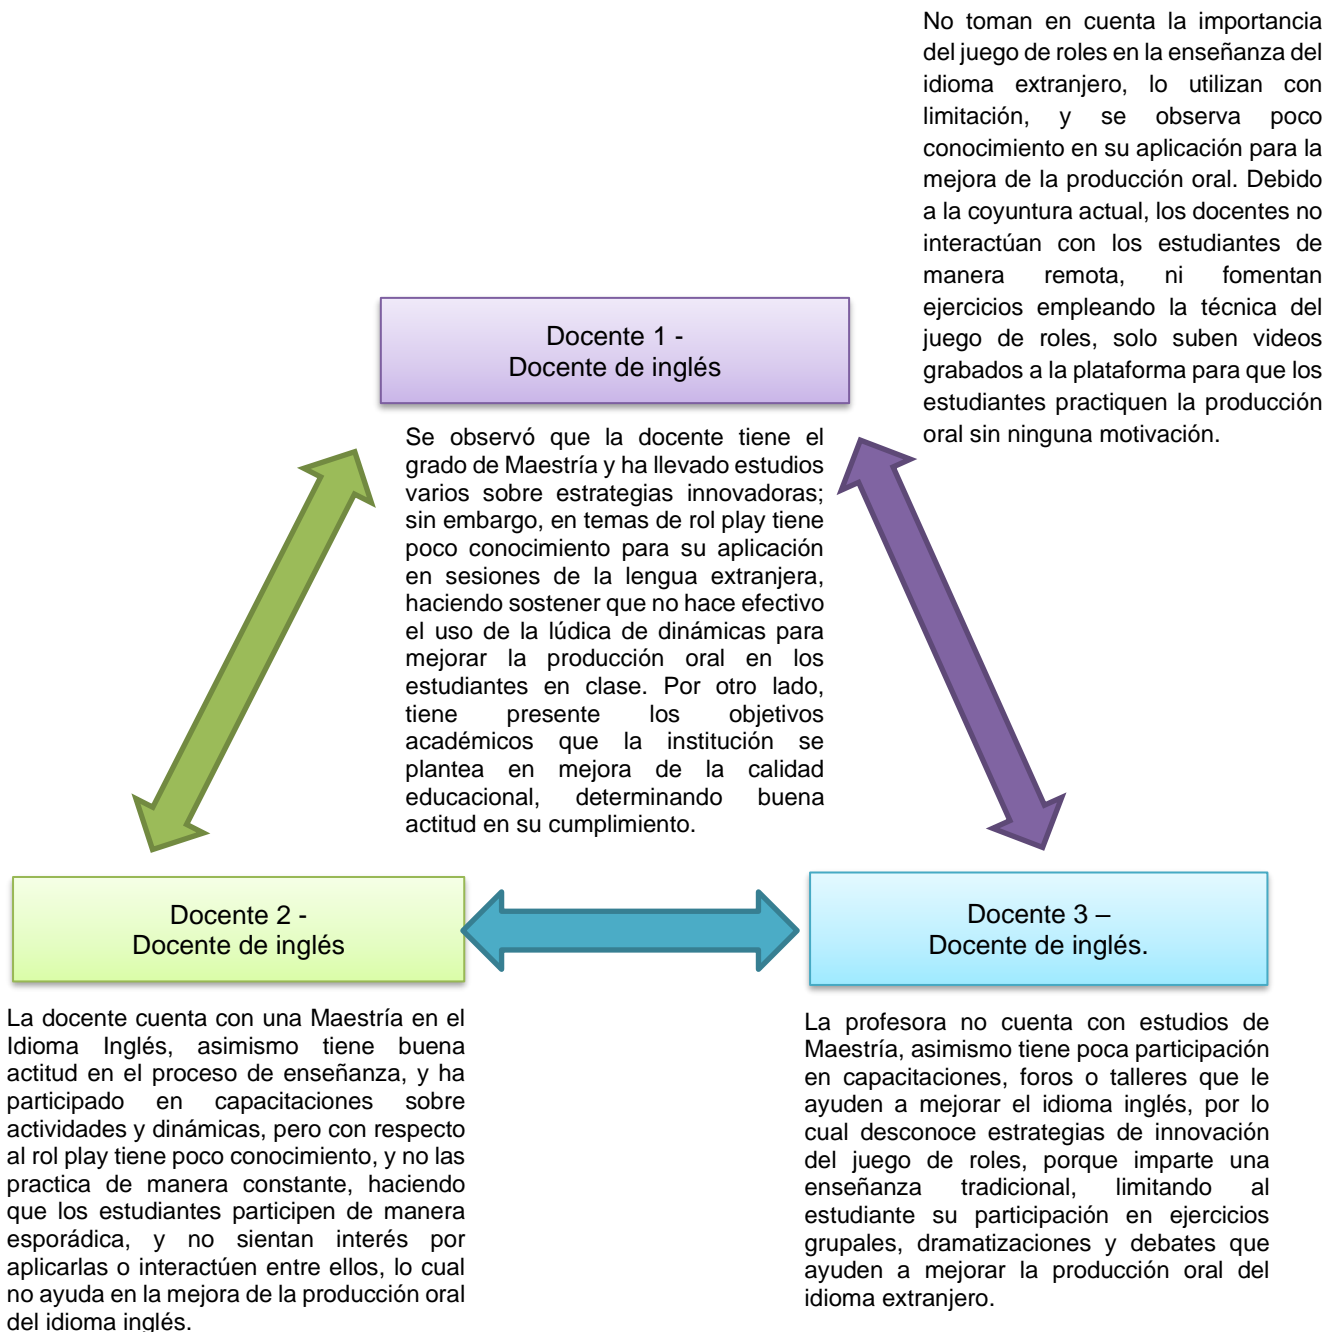 No toman en cuenta la importancia
del juego de roles en la enseñanza del
idioma extranjero, lo utilizan con
limitación, y se observa poco
conocimiento en su aplicación para la
mejora de la producción oral. Debido
a la coyuntura actual, los docentes no
interactúan con los estudiantes de
manera remota, ni fomentan
ejercicios empleando la técnica del
juego de roles, solo suben videos
grabados a la plataforma para que los
estudiantes practiquen la producción
oral sin ninguna motivación.
Docente 1 -
Docente de inglés
Se observó que la docente tiene el
grado de Maestría y ha llevado estudios
varios sobre estrategias innovadoras;
sin embargo, en temas de rol play tiene
poco conocimiento para su aplicación
en sesiones de la lengua extranjera,
haciendo sostener que no hace efectivo
el uso de la lúdica de dinámicas para
mejorar la producción oral en los
estudiantes en clase. Por otro lado,
tiene presente los objetivos
académicos que la institución se
plantea en mejora de la calidad
educacional, determinando buena
actitud en su cumplimiento.
Docente 2 -
Docente de inglés
La docente cuenta con una Maestría en el
Idioma Inglés, asimismo tiene buena
actitud en el proceso de enseñanza, y ha
participado en capacitaciones sobre
actividades y dinámicas, pero con respecto
al rol play tiene poco conocimiento, y no las
practica de manera constante, haciendo
que los estudiantes participen de manera
esporádica, y no sientan interés por
aplicarlas o interactúen entre ellos, lo cual
no ayuda en la mejora de la producción oral
del idioma inglés.
Docente 3 –
Docente de inglés.
La profesora no cuenta con estudios de
Maestría, asimismo tiene poca participación
en capacitaciones, foros o talleres que le
ayuden a mejorar el idioma inglés, por lo
cual desconoce estrategias de innovación
del juego de roles, porque imparte una
enseñanza tradicional, limitando al
estudiante su participación en ejercicios
grupales, dramatizaciones y debates que
ayuden a mejorar la producción oral del
idioma extranjero.